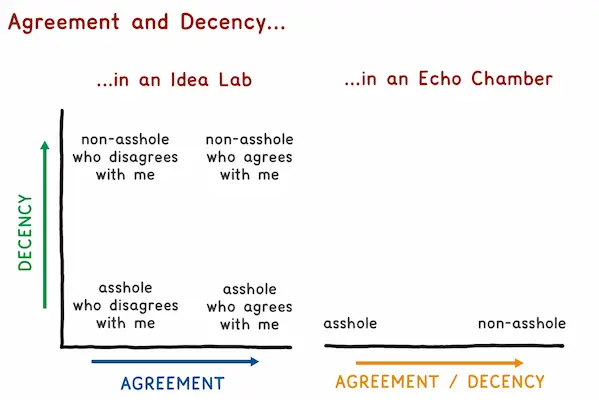 Agreement and Decency...
...in an Idea Lab
...in an Echo Chamber
non-asshole
who disagrees
with me
non-asshole
who agrees
with me
DECENCY
asshole
who disagrees
with me
asshole
who agrees
with me
asshole
non-asshole
AGREEMENT
AGREEMENT / DECENCY